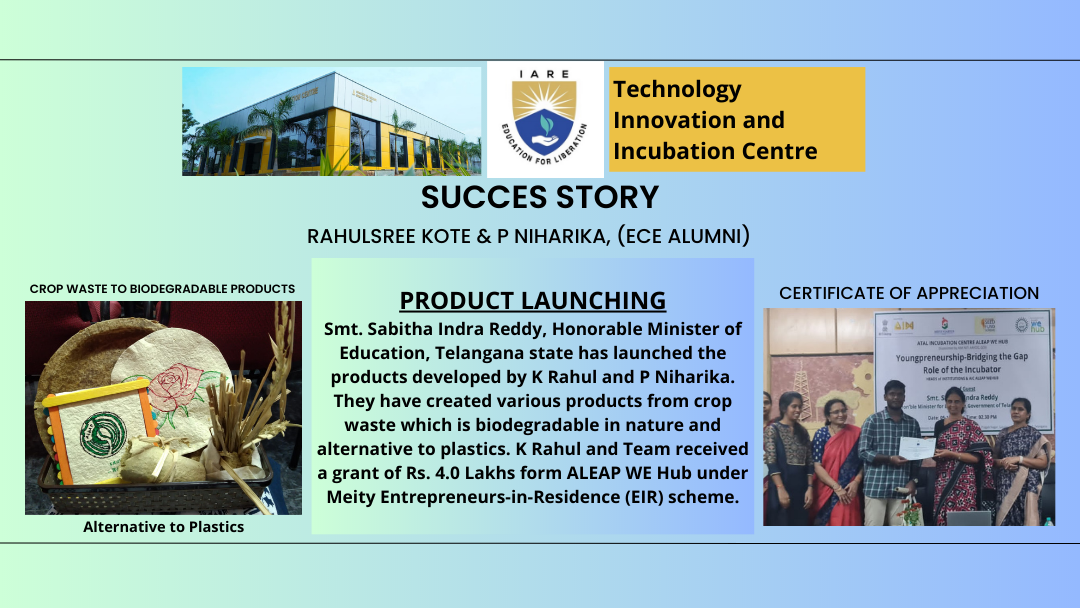 IARE
EDUCATION FOR LIBERATION
Technology
Innovation and
Incubation Centre
SUCCES STORY
RAHULSREE KOTE & P NIHARIKA, (ECE ALUMNI)
CROP WASTE TO BIODEGRADABLE PRODUCTS
Alternative to Plastics
PRODUCT LAUNCHING
Smt. Sabitha Indra Reddy, Honorable Minister of
Education, Telangana state has launched the
products developed by K Rahul and P Niharika.
They have created various products from crop
waste which is biodegradable in nature and
alternative to plastics. K Rahul and Team received
a grant of Rs. 4.0 Lakhs form ALEAP WE Hub under
Meity Entrepreneurs-in-Residence (EIR) scheme.
CERTIFICATE OF APPRECIATION
ATAL INCUBATION CENTRE ALEAP WE HUB
Youngpreneurship-Bridging the Gap
Role of the Incubator
Smt. Indra Reddy